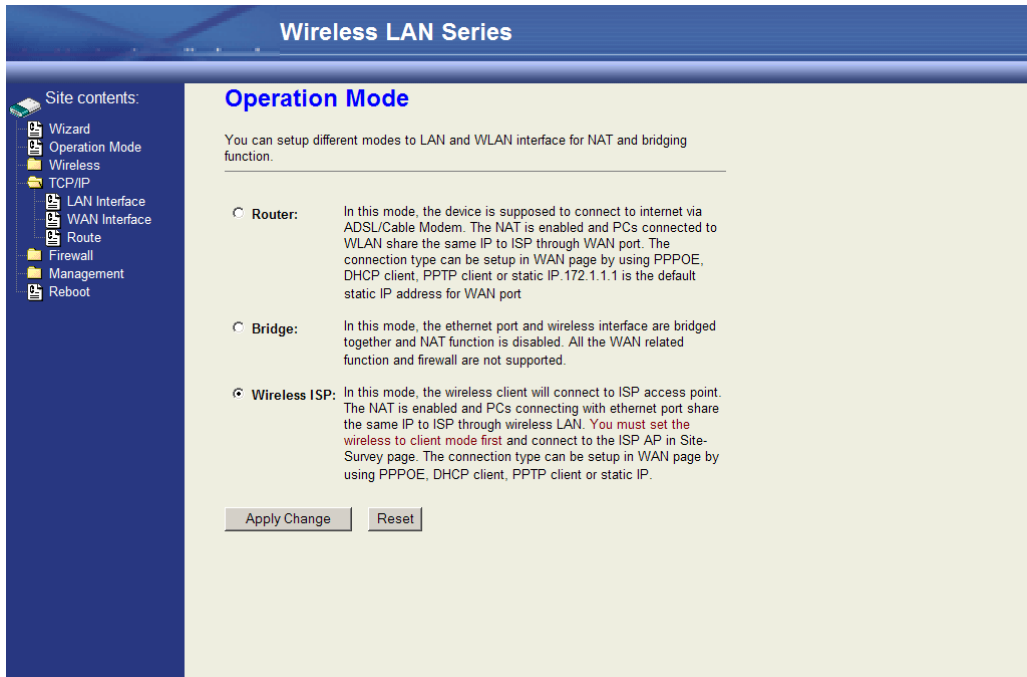 Wireless LAN Series
Site contents:
Wizard
Operation Mode
Wireless
TCP/IP
LAN Interface
WAN Interface
Route
Firewall
Management
Reboot
Operation Mode
You can setup different modes to LAN and WLAN interface for NAT and bridging
function.
Router:
In this mode, the device is supposed to connect to internet via
ADSL/Cable Modem. The NAT is enabled and PCs connected to
WLAN share the same IP to ISP through WAN port. The
connection type can be setup in WAN page by using PPPOE,
DHCP client, PPTP client or static IP.172.1.1.1 is the default
static IP address for WAN port
Bridge:
In this mode, the ethernet port and wireless interface are bridged
together and NAT function is disabled. All the WAN related
function and firewall are not supported.
Wireless ISP:
In this mode, the wireless client will connect to ISP access point.
The NAT is enabled and PCs connecting with ethernet port share
the same IP to ISP through wireless LAN. You must set the
wireless to client mode first and connect to the ISP AP in Site-
Survey page. The connection type can be setup in WAN page by
using PPPOE, DHCP client, PPTP client or static IP.
Apply Change
Reset